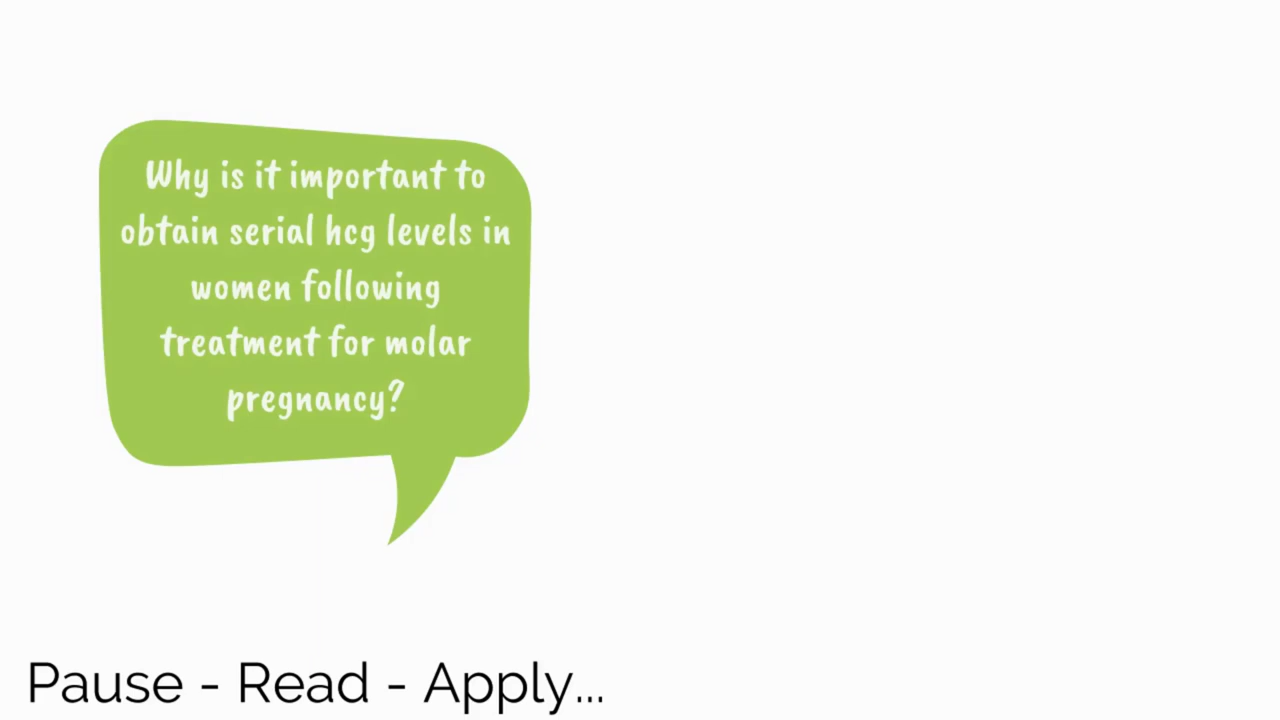 Why is it important to
obtain serial hcg levels in
women following
treatment for molar
pregnancy?
Pause - Read - Apply...